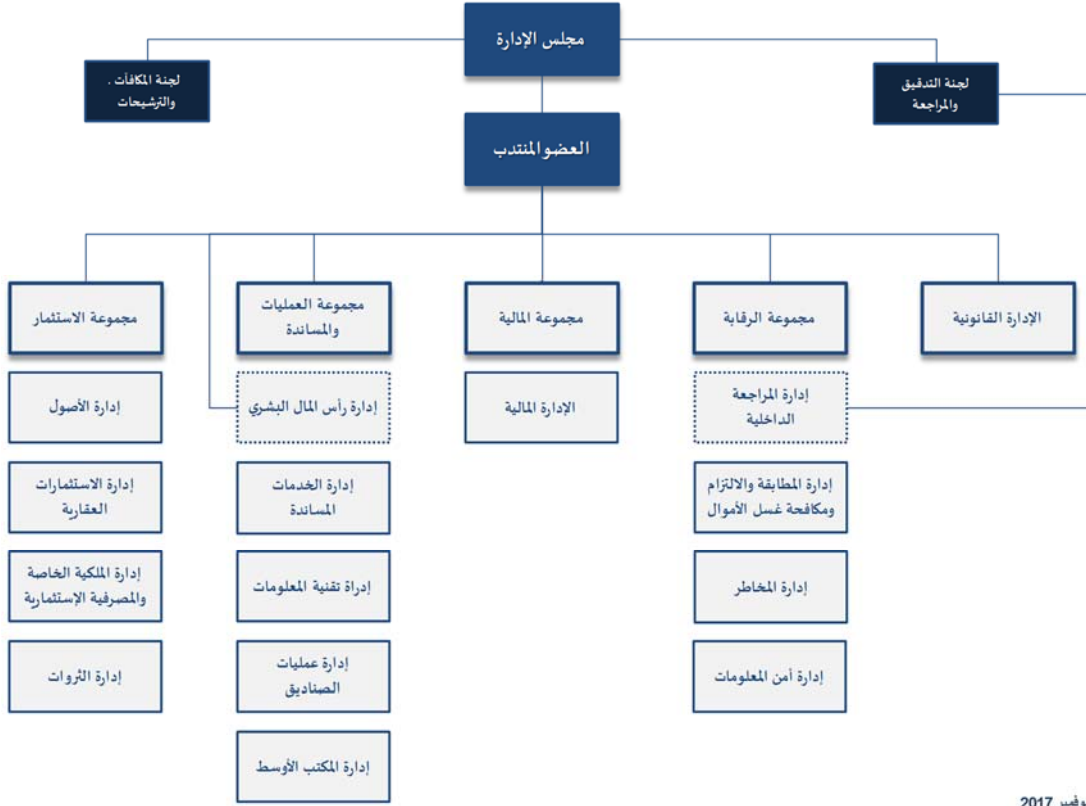 مجلس الإدارة
لجنة التدقيق
والمراجعة
لجنة المكافآت .
والترشيحات
العضو المنتدب
الإدارة القانونية
مجموعة الرقابة
مجموعة المالية
مجموعة العمليات
والمساندة
مجموعة الاستثمار
إدارة المراجعة
الداخلية
الإدارة المالية
إدارة رأس المال البشري
إدارة الأصول
إدارة المطابقة والالتزام
ومكافحة غسل الأموال
إدارة الخدمات
المساندة
إدارة الاستثمارات
العقارية
إدارة المخاطر
إدراة تقنية المعلومات
إدارة الملكية الخاصة
والمصرفية الإستثمارية
إدارة أمن المعلومات
إدارة عمليات
الصناديق
إدارة الثروات
إدارة المكتب الأوسط
2017